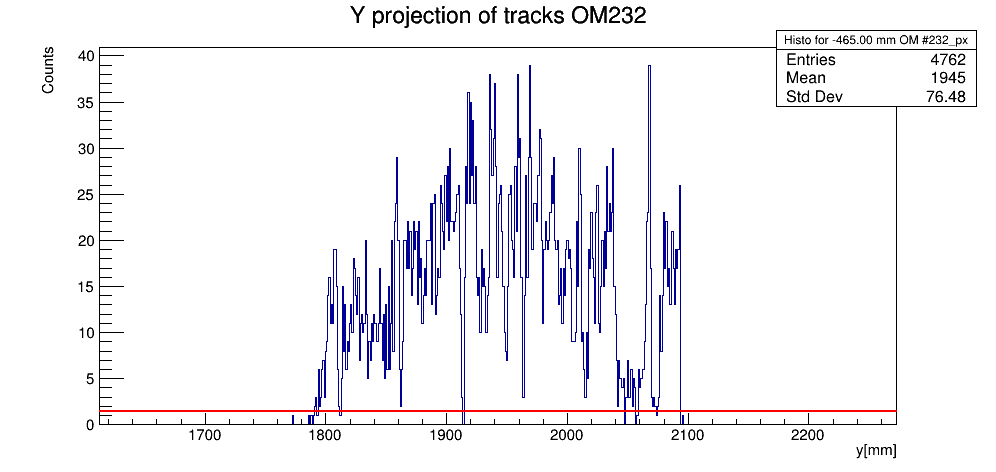 Y projection of tracks OM232
Histo for -465.00 mm OM #232_px
Entries 4762
Mean 1945
Std Dev 76.48
Counts
40
35
30
25
20
15
10
5
0
1700 1800 1900 2000 2100 2200
y[mm]